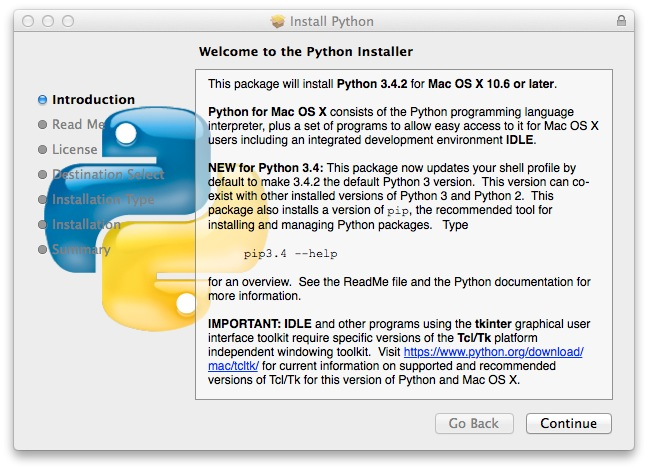 Install Python
Welcome to the Python Installer
Introduction
Read Me
License
Destination Select
Installation Type
Installation
Summary
This package will install Python 3.4.2 for Mac OS X 10.6 or later.
Python for Mac OS X consists of the Python programming language
interpreter, plus a set of programs to allow easy access to it for Mac OS X
users including an integrated development environment IDLE.
NEW for Python 3.4: This package now updates your shell profile by
default to make 3.4.2 the default Python 3 version. This version can co-
exist with other installed versions of Python 3 and Python 2. This
package also installs a version of pip, the recommended tool for
installing and managing Python packages. Type
pip3.4 --help
for an overview. See the ReadMe file and the Python documentation for
more information.
IMPORTANT: IDLE and other programs using the tkinter graphical user
interface toolkit require specific versions of the Tcl/Tk platform
independent windowing toolkit. Visit https://www.python.org/download/
mac/tcltk/ for current information on supported and recommended
versions of Tcl/Tk for this version of Python and Mac OS X.
Go Back
Continue